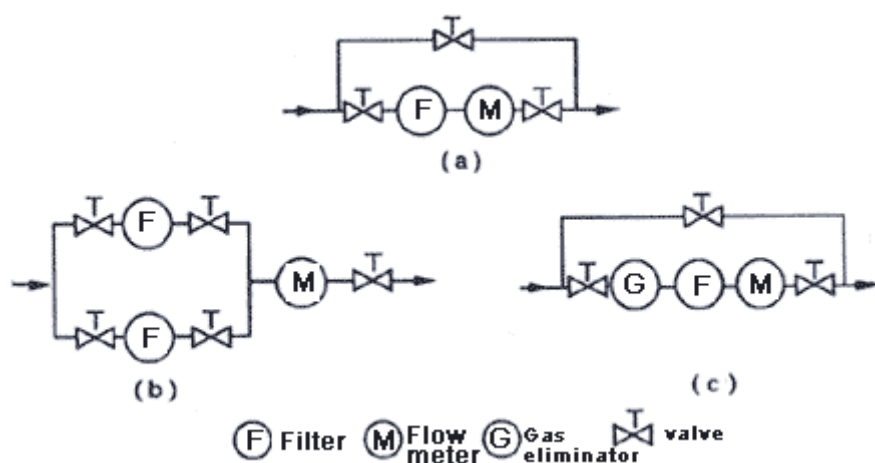 T
T
F
M
T
(a)
T
F
T
T
F
T
M
T
(b)
T
T
G
F
M
T
(c)
F Filter
M Flow meter
G Gas eliminator
T valve